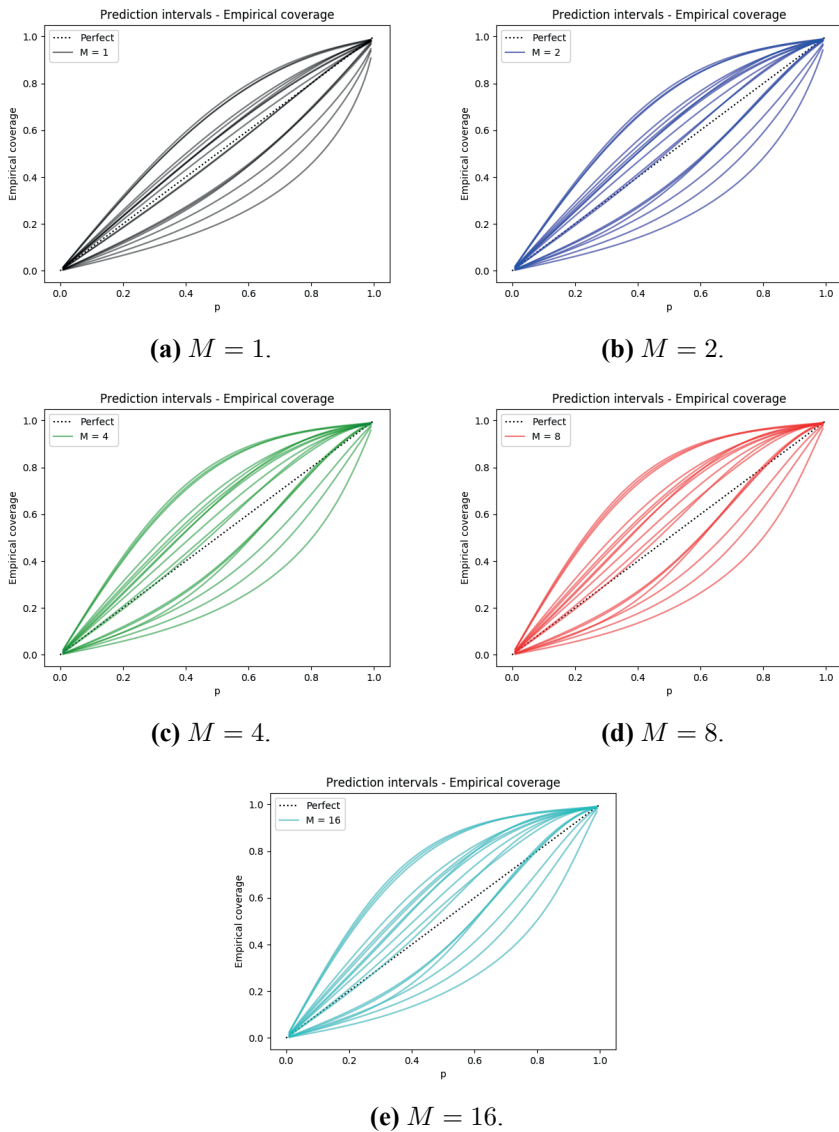 Prediction intervals - Empirical coverage
Perfect
M = 1
1.0
0.8
0.6
0.4
0.2
0.0
Empirical coverage
0.0 0.2 0.4 0.6 0.8 1.0
p
(a) M = 1.
Prediction intervals - Empirical coverage
Perfect
M = 2
1.0
0.8
0.6
0.4
0.2
0.0
Empirical coverage
0.0 0.2 0.4 0.6 0.8 1.0
p
(b) M = 2.
Prediction intervals - Empirical coverage
Perfect
M = 4
1.0
0.8
0.6
0.4
0.2
0.0
Empirical coverage
0.0 0.2 0.4 0.6 0.8 1.0
p
(c) M = 4.
Prediction intervals - Empirical coverage
Perfect
M = 8
1.0
0.8
0.6
0.4
0.2
0.0
Empirical coverage
0.0 0.2 0.4 0.6 0.8 1.0
p
(d) M = 8.
Prediction intervals - Empirical coverage
Perfect
M = 16
1.0
0.8
0.6
0.4
0.2
0.0
Empirical coverage
0.0 0.2 0.4 0.6 0.8 1.0
p
(e) M = 16.